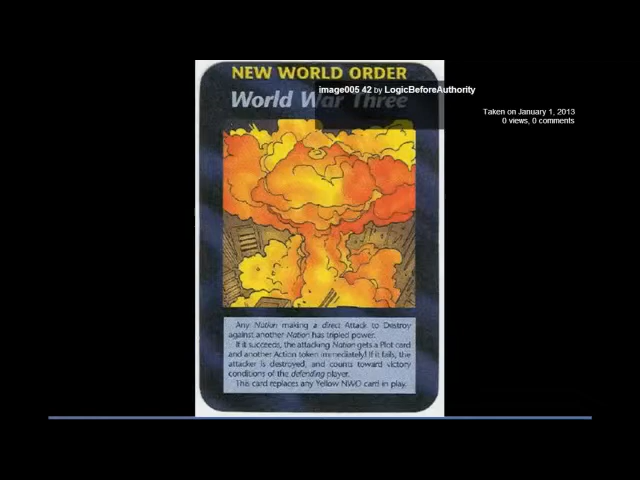 NEW WORLD ORDER
World War Three
image005 42 by LogicBeforeAuthority
Taken on January 1, 2013
0 views, 0 comments
Any Nation making a direct Attack to Destroy
against another Nation has tripled power.
If it succeeds, the attacking Nation gets a Plot card
and another Action token immediately! If it fails, the
attacker is destroyed, and counts toward victory
conditions of the defending player.
This card replaces any Yellow NWO card in play.